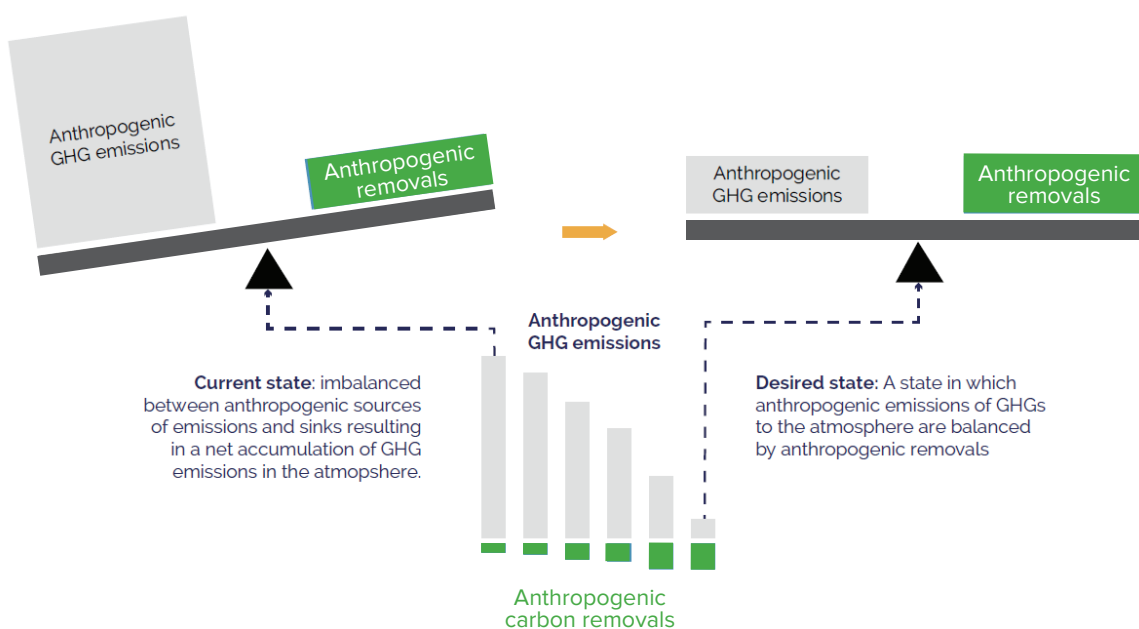 Anthropogenic
GHG emissions
Anthropogenic
removals
Anthropogenic
GHG emissions
Anthropogenic
removals
Anthropogenic
GHG emissions
Current state: imbalanced
between anthropogenic sources
of emissions and sinks resulting
in a net accumulation of GHG
emissions in the atmopshere.
Desired state: A state in which
anthropogenic emissions of GHGs
to the atmosphere are balanced
by anthropogenic removals
Anthropogenic
carbon removals